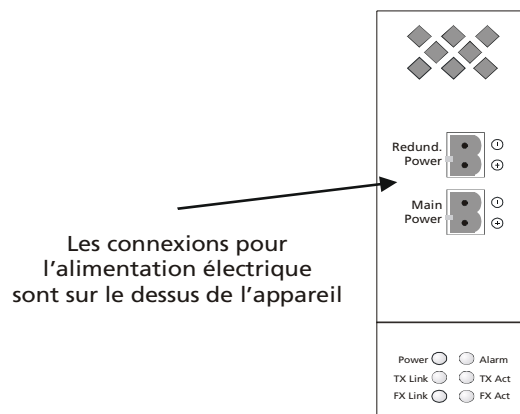 Redund.
Power
Main
Power
Les connexions pour
l'alimentation électrique
sont sur le dessus de l'appareil
Power Alarm
TX Link TX Act
FX Link FX Act